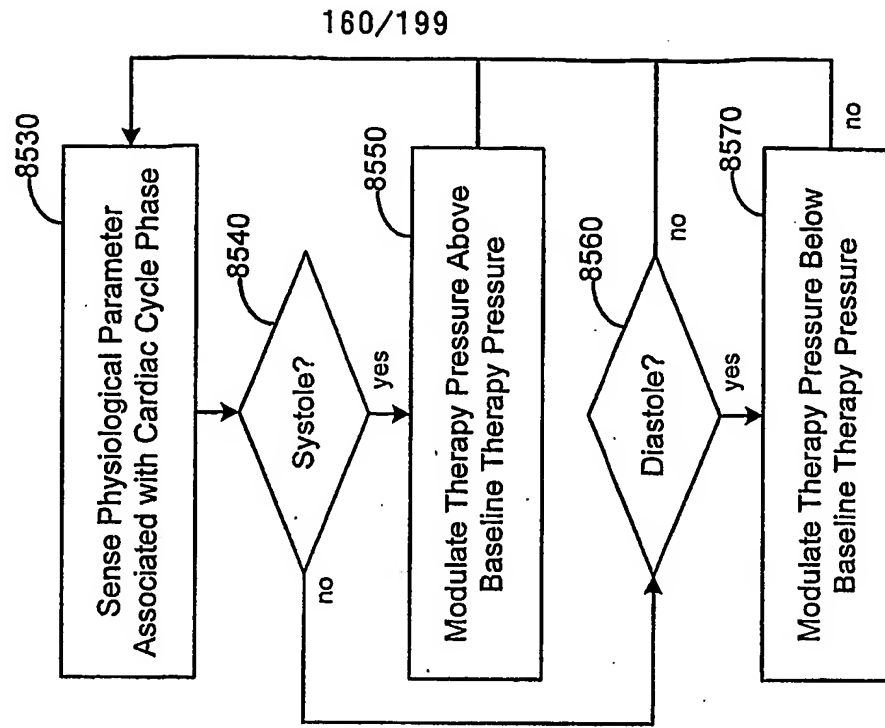 160/199
8530
Sense Physiological Parameter
Associated with Cardiac Cycle Phase
8540
Systole?
no
yes
8550
Modulate Therapy Pressure Above
Baseline Therapy Pressure
8560
Diastole?
no
yes
8570
Modulate Therapy Pressure Below
Baseline Therapy Pressure
no